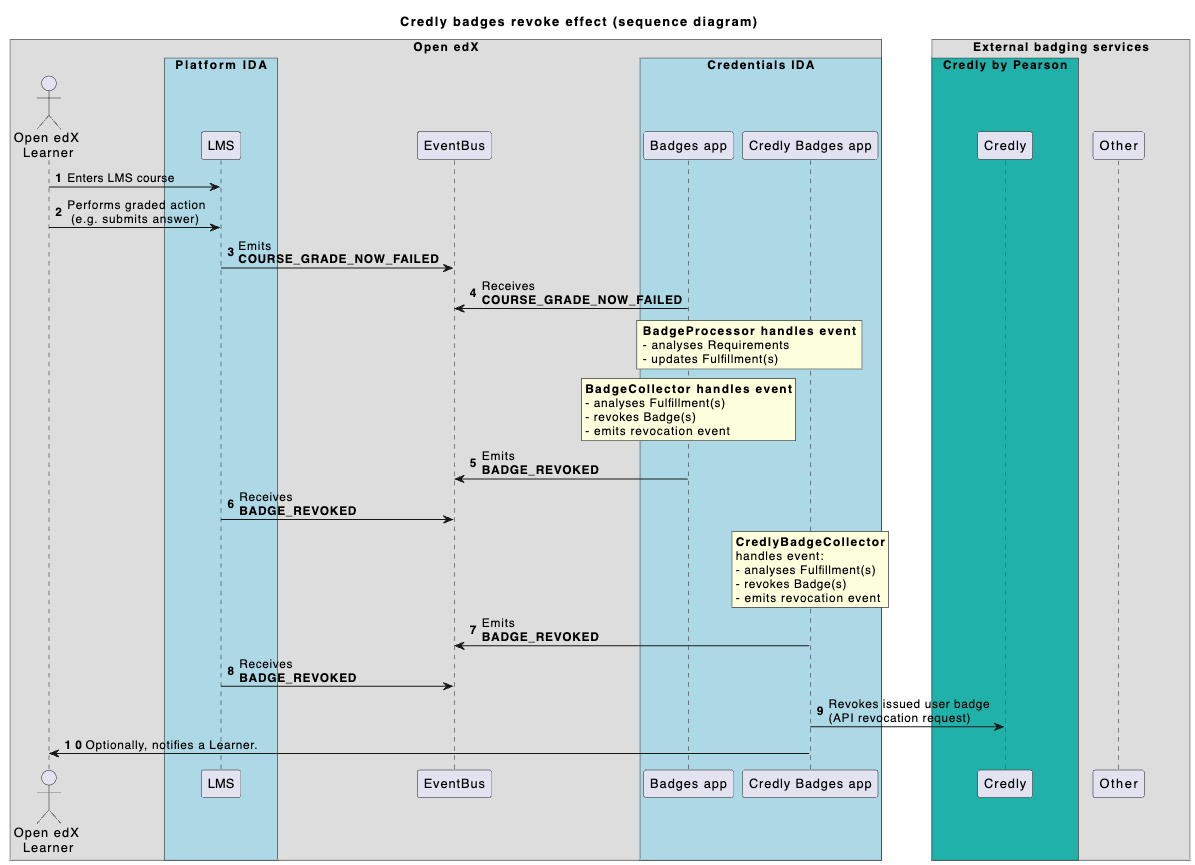 Credly badges revoke effect (sequence diagram)
Open edX
External badging services
Platform IDA
Credentials IDA
Credly by Pearson
Open edX
Learner
LMS
EventBus
Badges app
Credly Badges app
Credly
Other
1 Enters LMS course
2 Performs graded action
(e.g. submits answer)
3 Emits
COURSE_GRADE_NOW_FAILED
4 Receives
COURSE_GRADE_NOW_FAILED
BadgeProcessor handles event
- analyses Requirements
- updates Fulfillment(s)
BadgeCollector handles event
- analyses Fulfillment(s)
- revokes Badge(s)
- emits revocation event
5 Emits
BADGE_REVOKED
6 Receives
BADGE_REVOKED
CredlyBadgeCollector
handles event:
- analyses Fulfillment(s)
- revokes Badge(s)
- emits revocation event
7 Emits
BADGE_REVOKED
8 Receives
BADGE_REVOKED
9 Revokes issued user badge
(API revocation request)
10 Optionally, notifies a Learner.
Open edX
Learner
LMS
EventBus
Badges app
Credly Badges app
Credly
Other